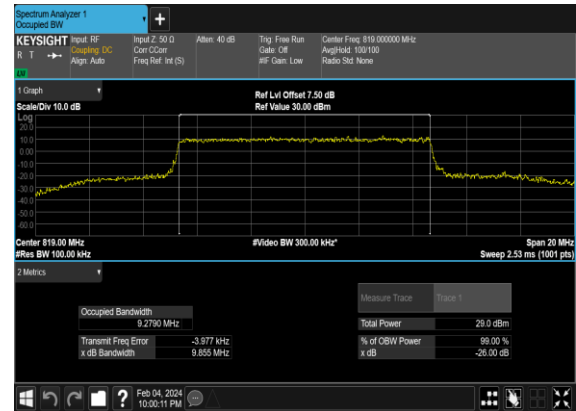 Spectrum Analyzer 1
Occupied BW
KEYSIGHT Input: RF Input Z: 50 Ω Atten: 40 dB Trig: Free Run Center Freq: 819.000000 MHz
R T Coupling: DC Corr CCorr Gate: Off Avg|Hold: 100/100
Align: Auto Freq Ref: Int (S) #IF Gain: Low Radio Std: None
1 Graph
Ref Lvl Offset 7.50 dB
Scale/Div 10.0 dB Ref Value 30.00 dBm
Log
20.0
10.0
0.00
-10.0
-20.0
-30.0
-40.0
-50.0
-60.0
Center 819.00 MHz #Video BW 300.00 kHz* Span 20 MHz
#Res BW 100.00 kHz Sweep 2.53 ms (1001 pts)
2 Metrics
Measure Trace Trace 1
Occupied Bandwidth
9.2790 MHz Total Power 29.0 dBm
Transmit Freq Error -3.977 kHz % of OBW Power 99.00 %
x dB Bandwidth 9.855 MHz x dB -26.00 dB
Feb 04, 2024
10:00:11 PM